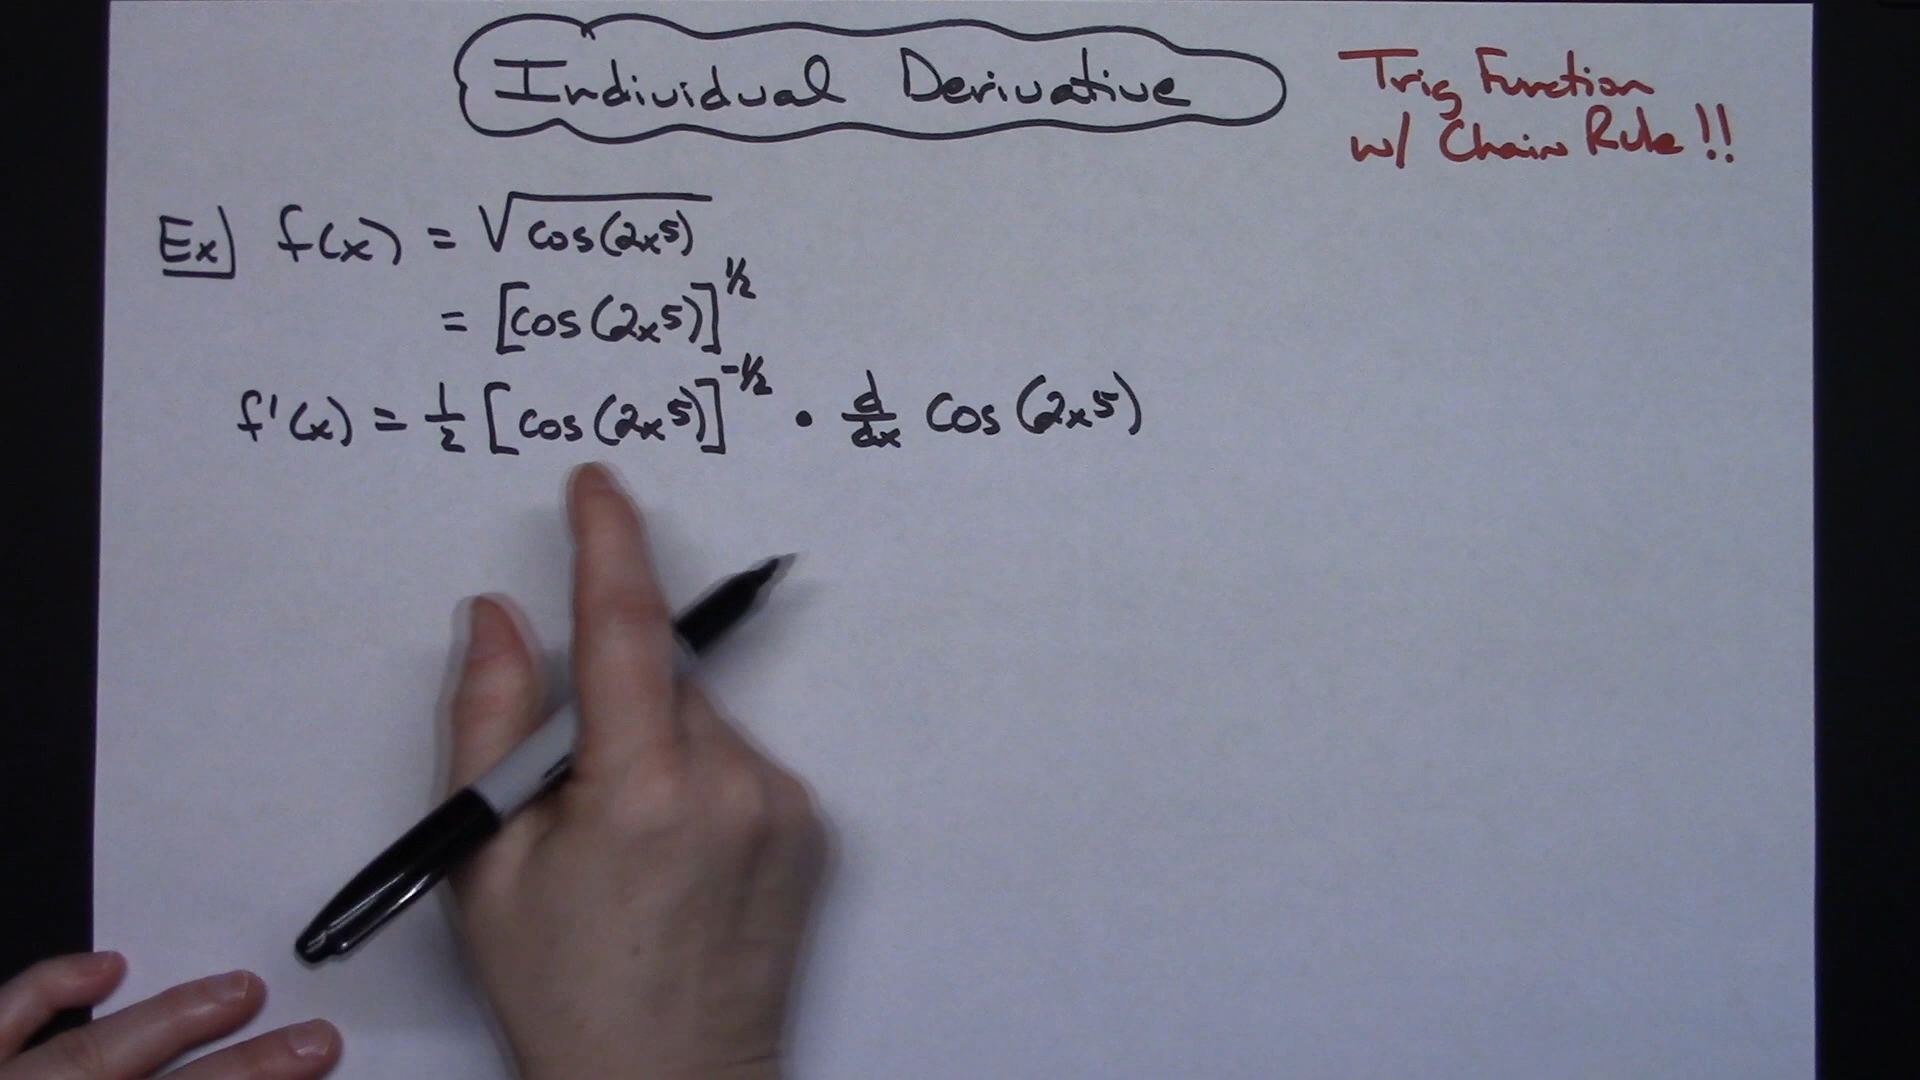 Individual Derivative
Trig Function
w/ Chain Rule!!
Ex) f(x) = √cos(2x⁵)
= [cos(2x⁵)]^½
f'(x) = ½ [cos(2x⁵)]^-½ · d/dx cos(2x⁵)